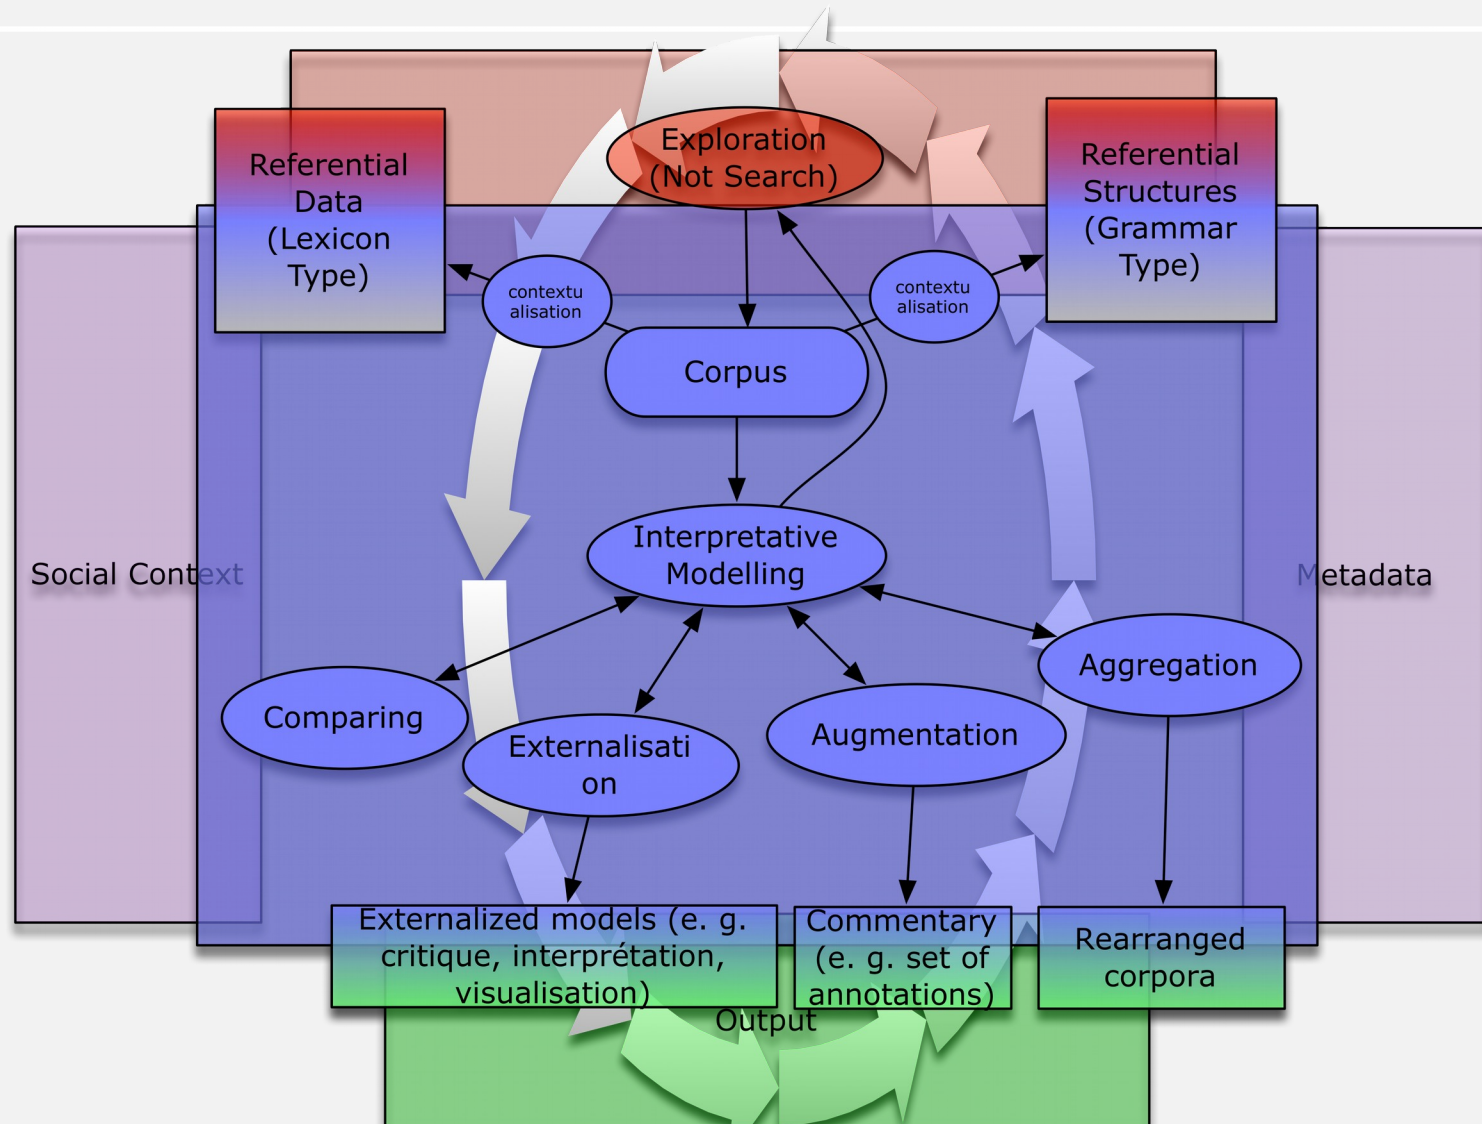 Exploration
(Not Search)
Referential
Data
(Lexicon
Type)
Referential
Structures
(Grammar
Type)
contextu
alisation
contextu
alisation
Corpus
Interpretative
Modelling
Social Context
Metadata
Comparing
Externalisati
on
Augmentation
Aggregation
Externalized models (e. g.
critique, interprétation,
visualisation)
Commentary
(e. g. set of
annotations)
Rearranged
corpora
Output